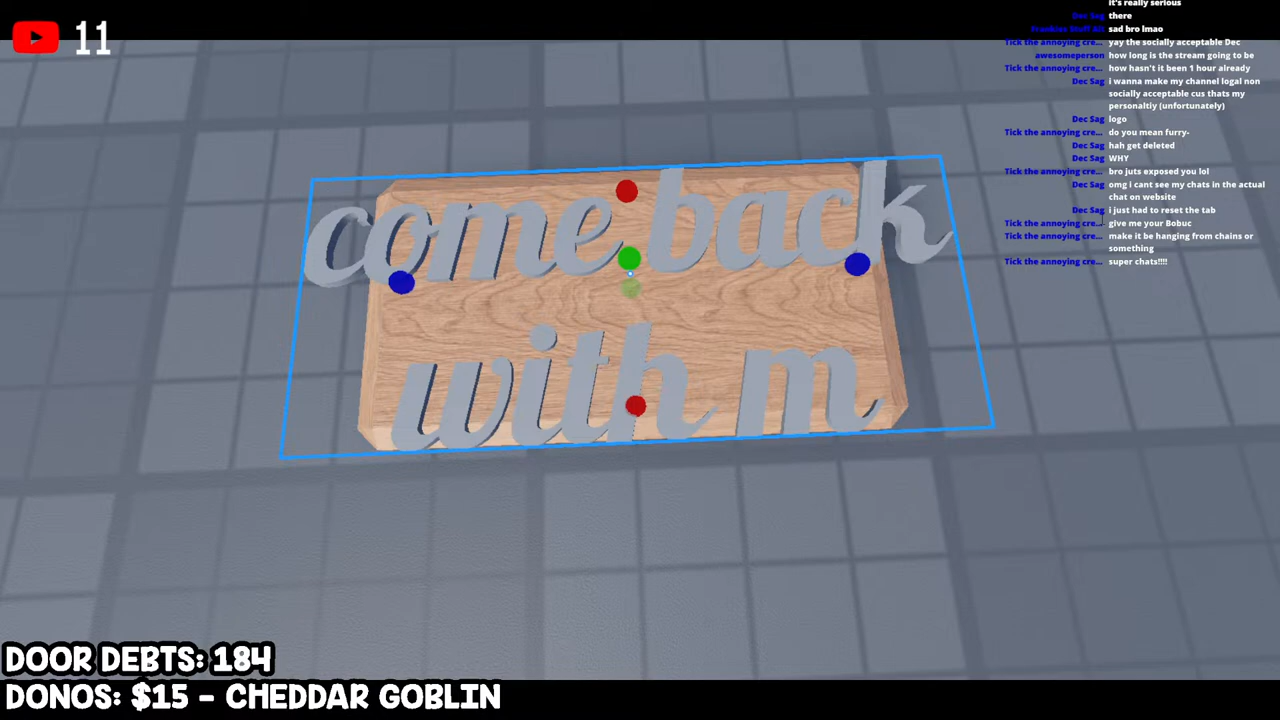 11
it's really serious
Dec Sag there
Frankies Stuff Alt sad bro lmao
Tick the annoying cre... yay the socially acceptable Dec
awesomeperson how long is the stream going to be
Tick the annoying cre... how hasn't it been 1 hour already
Dec Sag i wanna make my channel logal non
socially acceptable cus thats my
personaltiy (unfortunately)
Dec Sag logo
Tick the annoying cre... do you mean furry-
Dec Sag hah get deleted
Dec Sag WHY
Tick the annoying cre... bro juts exposed you lol
Dec Sag omg i cant see my chats in the actual
chat on website
Dec Sag i just had to reset the tab
Tick the annoying cre... give me your Bobuc
Tick the annoying cre... make it be hanging from chains or
something
Tick the annoying cre... super chats!!!!
come back
with m
DOOR DEBTS: 184
DONOS: $15 - CHEDDAR GOBLIN